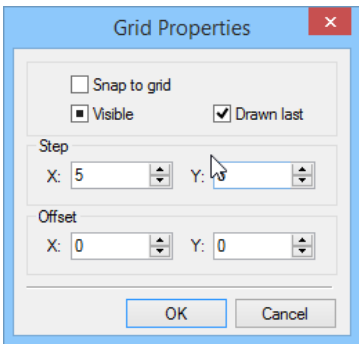 Grid Properties
Snap to grid
Visible
Drawn last
Step
X: 5
Y:
Offset
X: 0
Y: 0
OK
Cancel